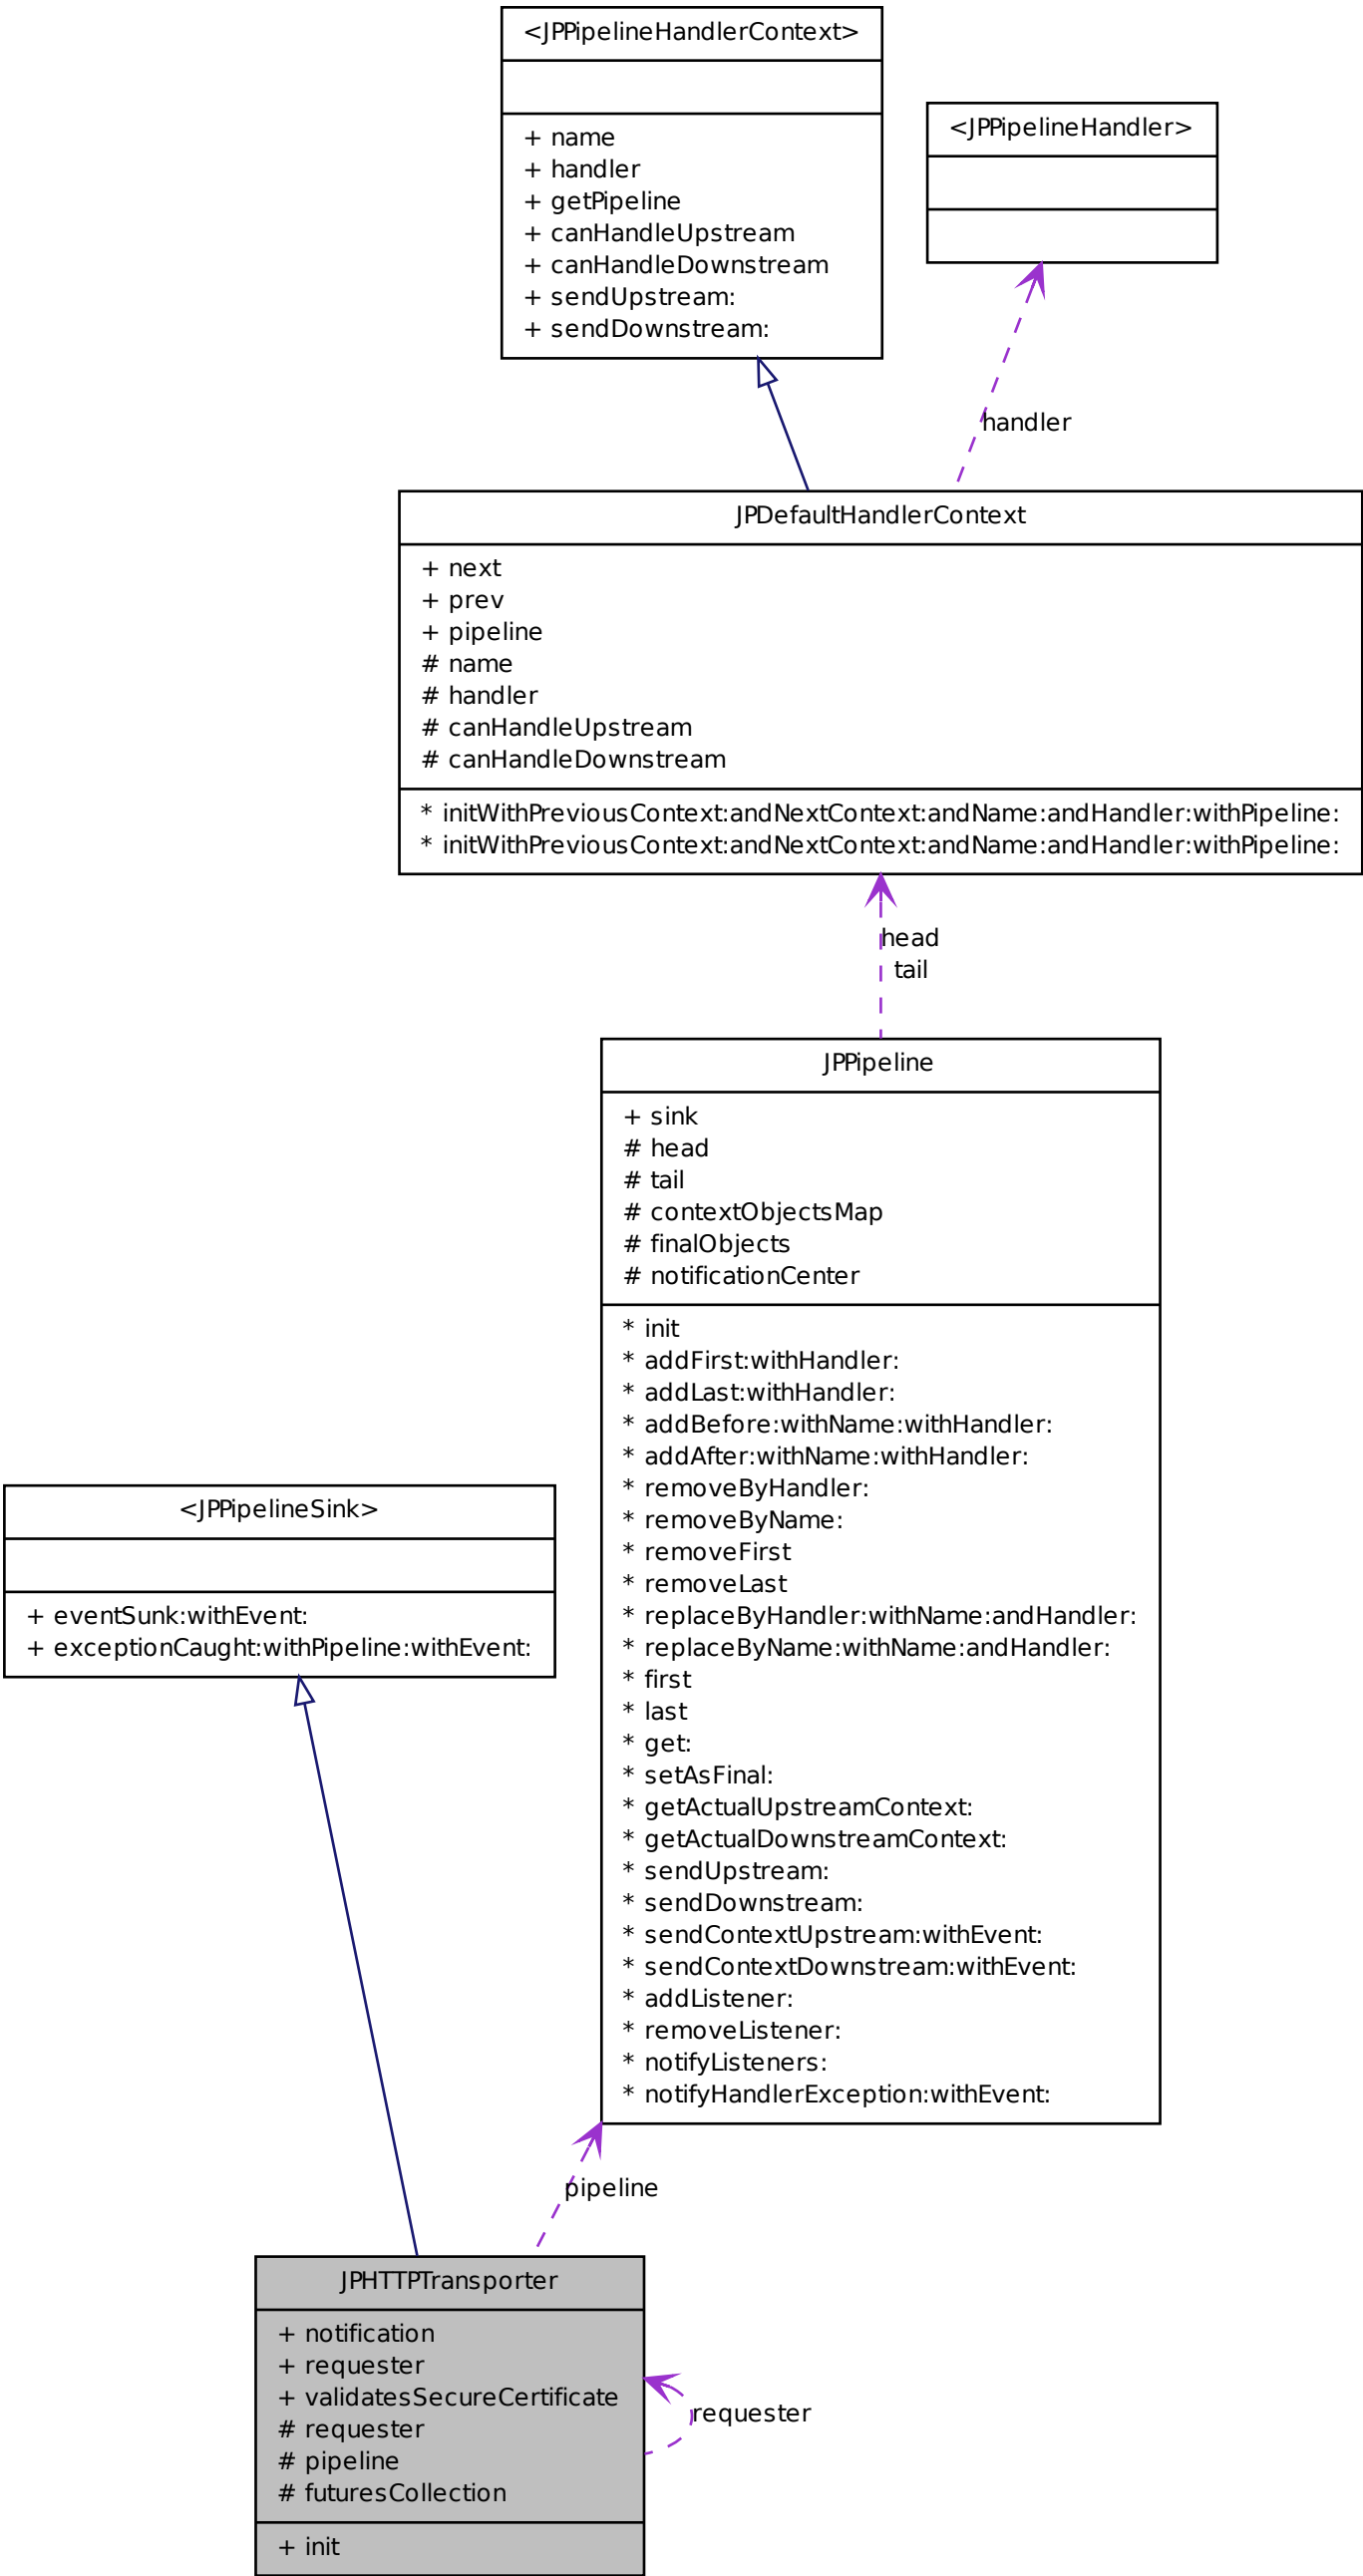 <JPPipelineHandlerContext>
+ name
+ handler
+ getPipeline
+ canHandleUpstream
+ canHandleDownstream
+ sendUpstream:
+ sendDownstream:
<JPPipelineHandler>
handler
JPDefaultHandlerContext
+ next
+ prev
+ pipeline
# name
# handler
# canHandleUpstream
# canHandleDownstream
* initWithPreviousContext:andNextContext:andName:andHandler:withPipeline:
* initWithPreviousContext:andNextContext:andName:andHandler:withPipeline:
head
tail
JPPipeline
+ sink
# head
# tail
# contextObjectsMap
# finalObjects
# notificationCenter
* init
* addFirst:withHandler:
* addLast:withHandler:
* addBefore:withName:withHandler:
* addAfter:withName:withHandler:
* removeByHandler:
* removeByName:
* removeFirst
* removeLast
* replaceByHandler:withName:andHandler:
* replaceByName:withName:andHandler:
* first
* last
* get:
* setAsFinal:
* getActualUpstreamContext:
* getActualDownstreamContext:
* sendUpstream:
* sendDownstream:
* sendContextUpstream:withEvent:
* sendContextDownstream:withEvent:
* addListener:
* removeListener:
* notifyListeners:
* notifyHandlerException:withEvent:
<JPPipelineSink>
+ eventSunk:withEvent:
+ exceptionCaught:withPipeline:withEvent:
pipeline
JPHTTPTransporter
+ notification
+ requester
+ validatesSecureCertificate
# requester
# pipeline
# futuresCollection
+ init
requester